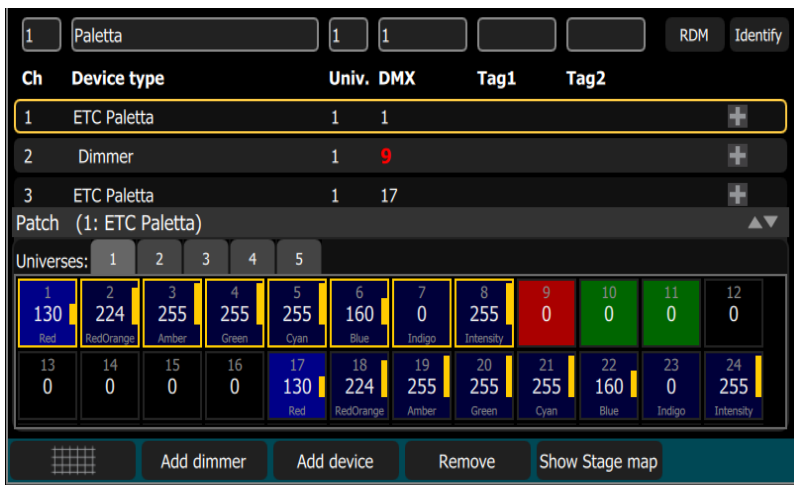 1 Paletta 1 1 RDM Identify
Ch Device type Univ. DMX Tag1 Tag2
1 ETC Paletta 1 1
2 Dimmer 1 9
3 ETC Paletta 1 17
Patch (1: ETC Paletta)
Universes: 1 2 3 4 5
1 2 3 4 5 6 7 8 9 10 11 12
130 224 255 255 255 160 0 255 0 0 0 0
Red RedOrange Amber Green Cyan Blue Indigo Intensity
13 14 15 16 17 18 19 20 21 22 23 24
0 0 0 0 130 224 255 255 255 160 0 255
Red RedOrange Amber Green Cyan Blue Indigo Intensity
Add dimmer Add device Remove Show Stage map